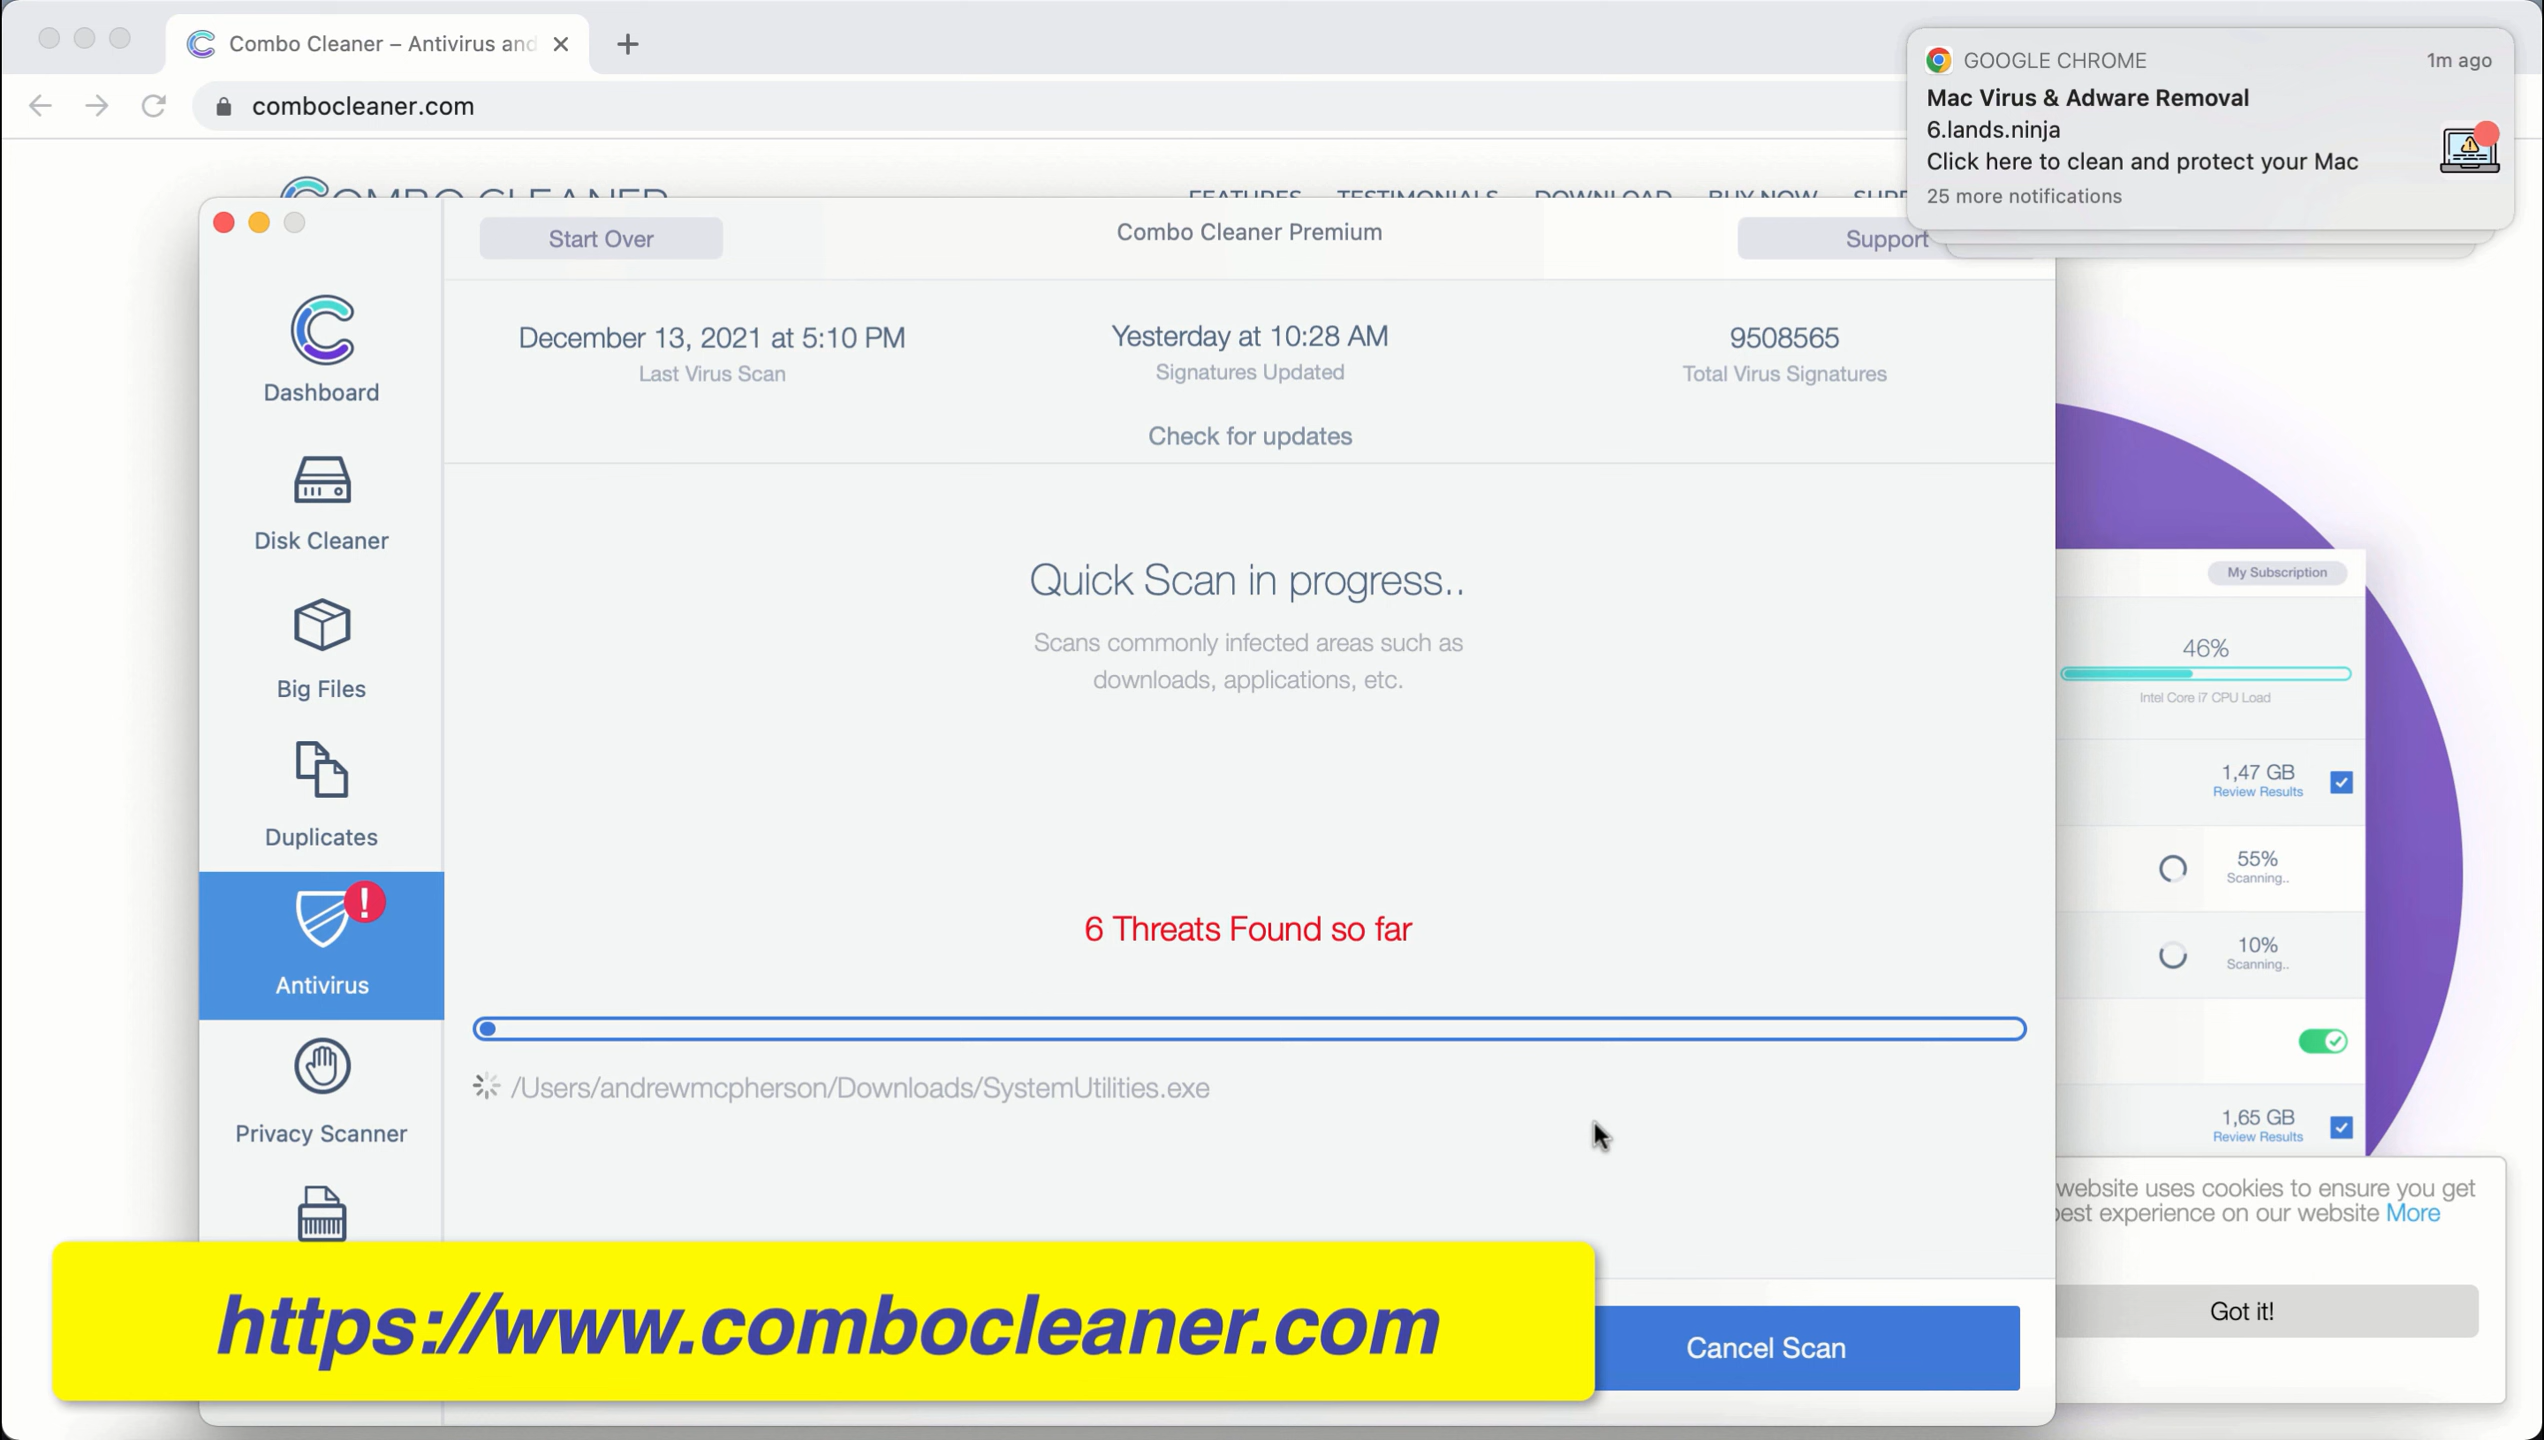 Combo Cleaner – Antivirus and
combocleaner.com
GOOGLE CHROME
1m ago
Mac Virus & Adware Removal
6.lands.ninja
Click here to clean and protect your Mac
25 more notifications
COMBO CLEANER
FEATURES
TESTIMONIALS
DOWNLOAD
BUY NOW
Start Over
Combo Cleaner Premium
Support
Dashboard
Disk Cleaner
Big Files
Duplicates
Antivirus
Privacy Scanner
December 13, 2021 at 5:10 PM
Last Virus Scan
Yesterday at 10:28 AM
Signatures Updated
9508565
Total Virus Signatures
Check for updates
Quick Scan in progress..
Scans commonly infected areas such as
downloads, applications, etc.
6 Threats Found so far
/Users/andrewmcpherson/Downloads/SystemUtilities.exe
Cancel Scan
My Subscription
46%
Intel Core i7 CPU Load
1,47 GB
Review Results
55%
Scanning..
10%
Scanning..
1,65 GB
Review Results
website uses cookies to ensure you get
best experience on our website More
Got it!
https://www.combocleaner.com